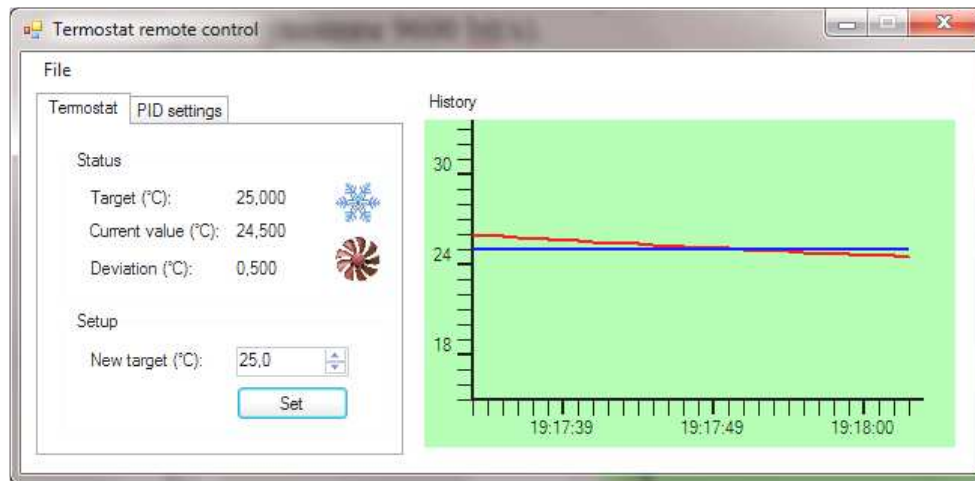 Termostat remote control
File
Termostat PID settings
Status
Target (°C): 25,000
Current value (°C): 24,500
Deviation (°C): 0,500
Setup
New target (°C): 25,0
Set
History
30
24
18
19:17:39 19:17:49 19:18:00